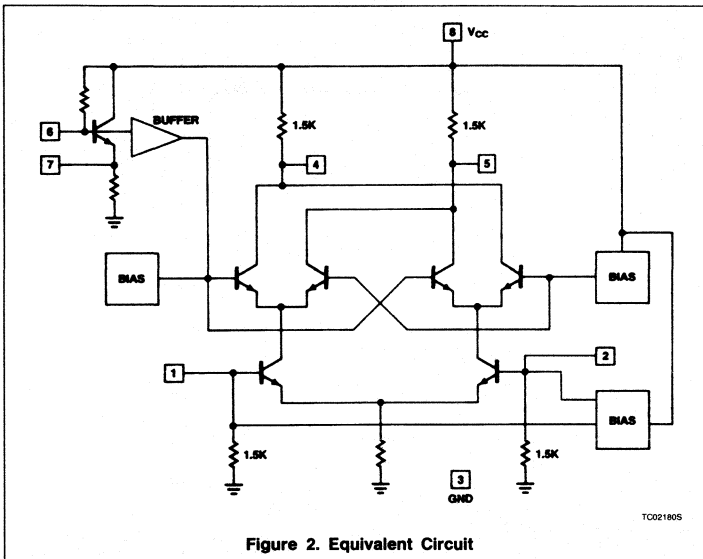 8 VCC
1.5K
1.5K
BUFFER
6
4
5
7
BIAS
BIAS
1
2
BIAS
1.5K
1.5K
3
GND
TC02180S
Figure 2. Equivalent Circuit